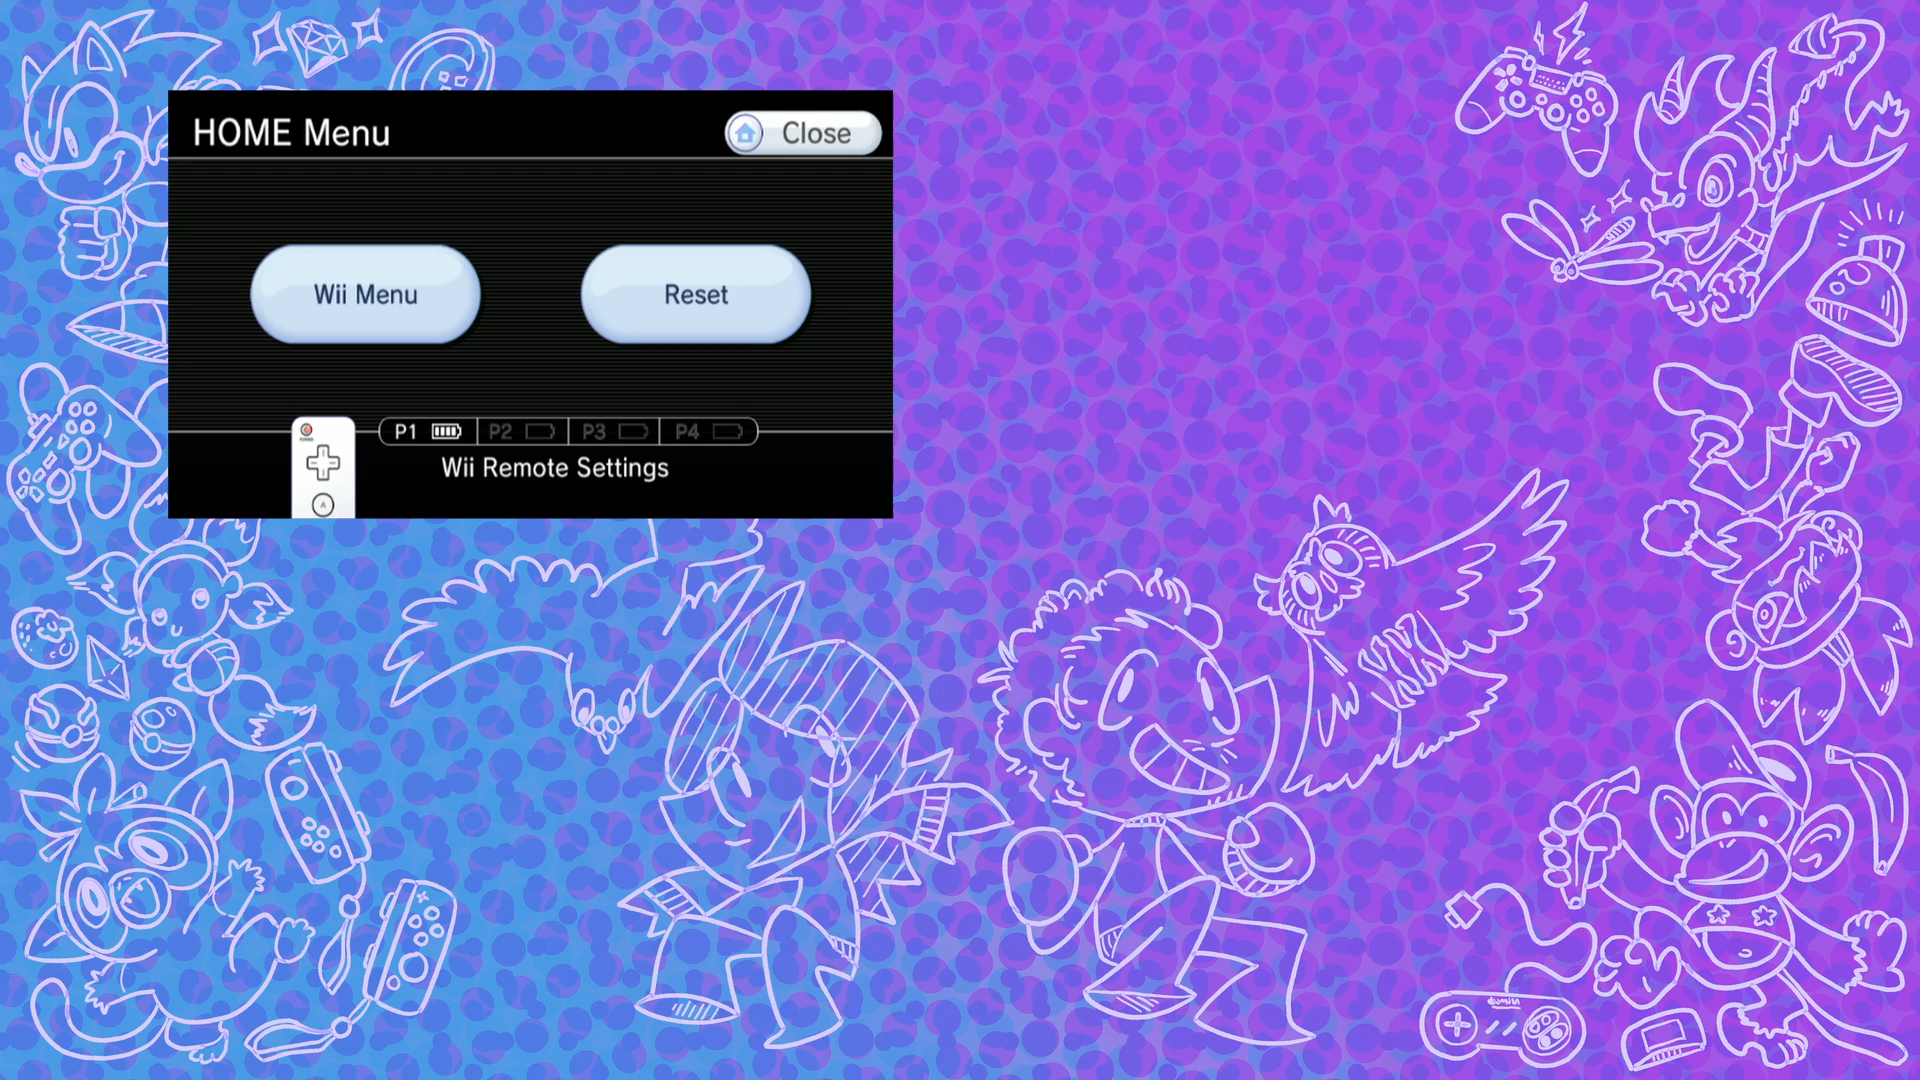 HOME Menu
Close
Wii Menu
Reset
P1 P2 P3 P4
Wii Remote Settings
A